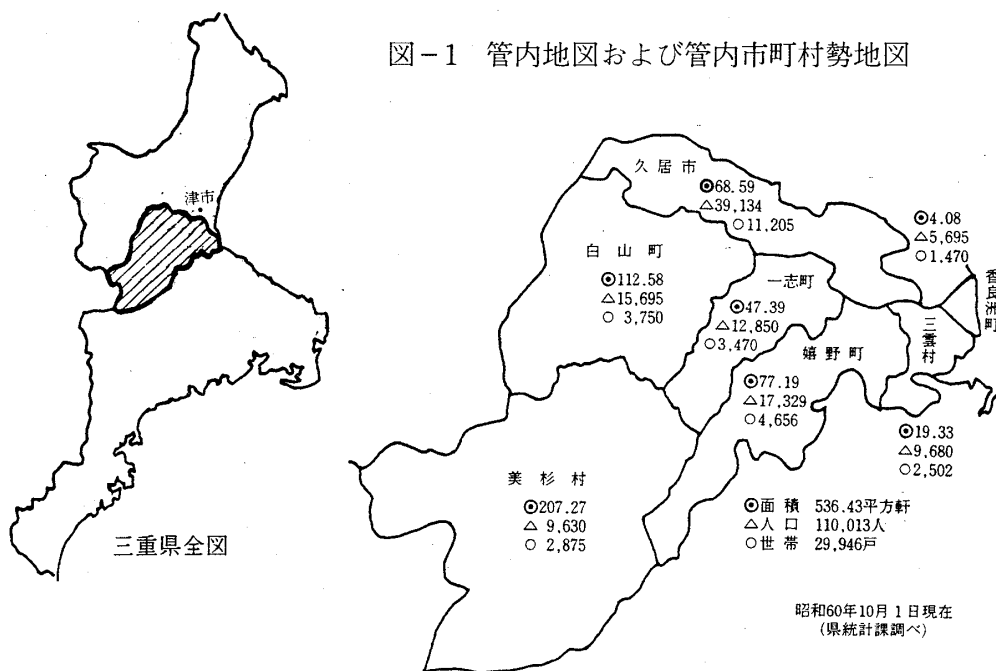 図-1 管内地図および管内市町村勢地図
津市
三重県全図
久居市
◉68.59
△39,134
○11,205
◉4.08
△5,695
○1,470
香良洲町
白山町
◉112.58
△15,695
○ 3,750
一志町
◉47.39
△12,850
○3,470
三雲村
嬉野町
◉77.19
△17,329
○4,656
◉19.33
△9,680
○2,502
美杉村
◉207.27
△ 9,630
○ 2,875
◉面積 536.43平方粁
△人口 110,013人
○世帯 29,946戸
昭和60年10月1日現在
(県統計課調べ)